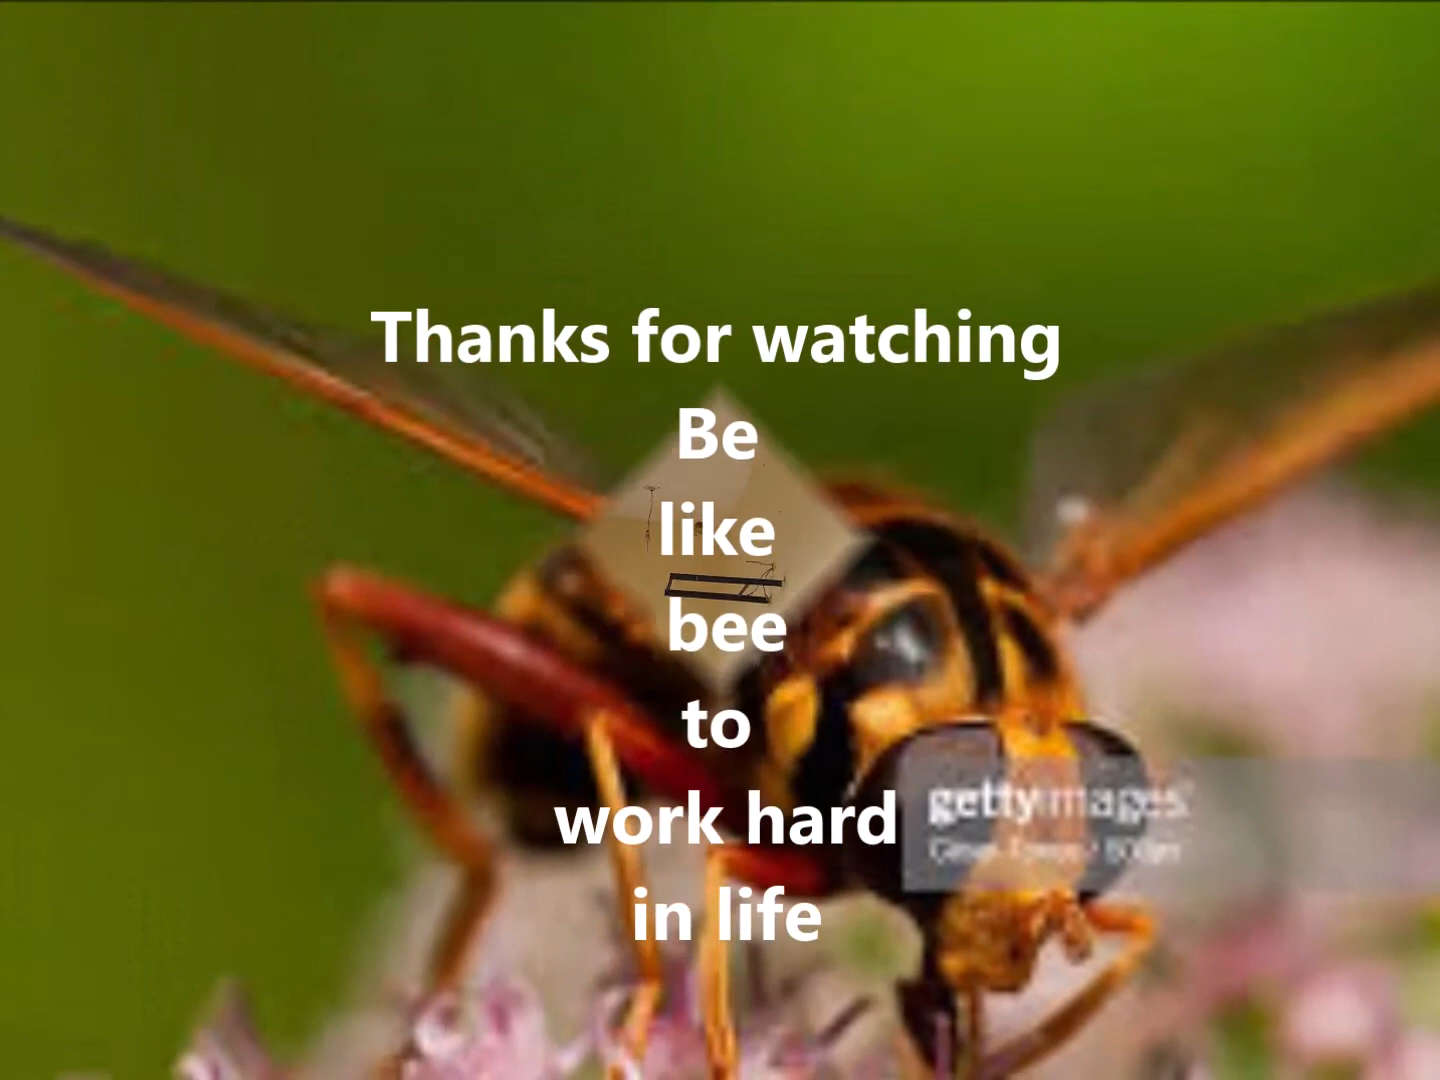 Thanks for watching
Be
like
bee
to
work hard
in life
gettyimages